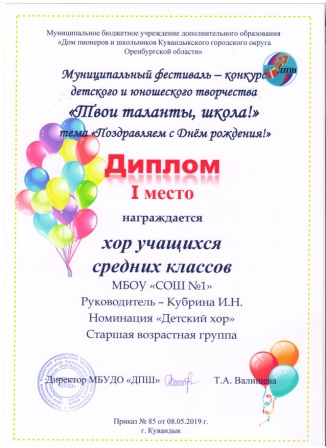 Муниципальное бюджетное учреждение дополнительного образования
«Дом пионеров и школьников Кувандыкского городского округа
Оренбургской области»
ДПШ
Муниципальный фестиваль – конкурс
детского и юношеского творчества
«Твои таланты, школа!»
тема «Поздравляем с Днём рождения!»
Диплом
I место
награждается
хор учащихся
средних классов
МБОУ «СОШ №1»
Руководитель – Кубрина И.Н.
Номинация «Детский хор»
Старшая возрастная группа
Директор МБУДО «ДПШ» Т.А. Валишева
Приказ № 85 от 08.05.2019 г.
г. Кувандык